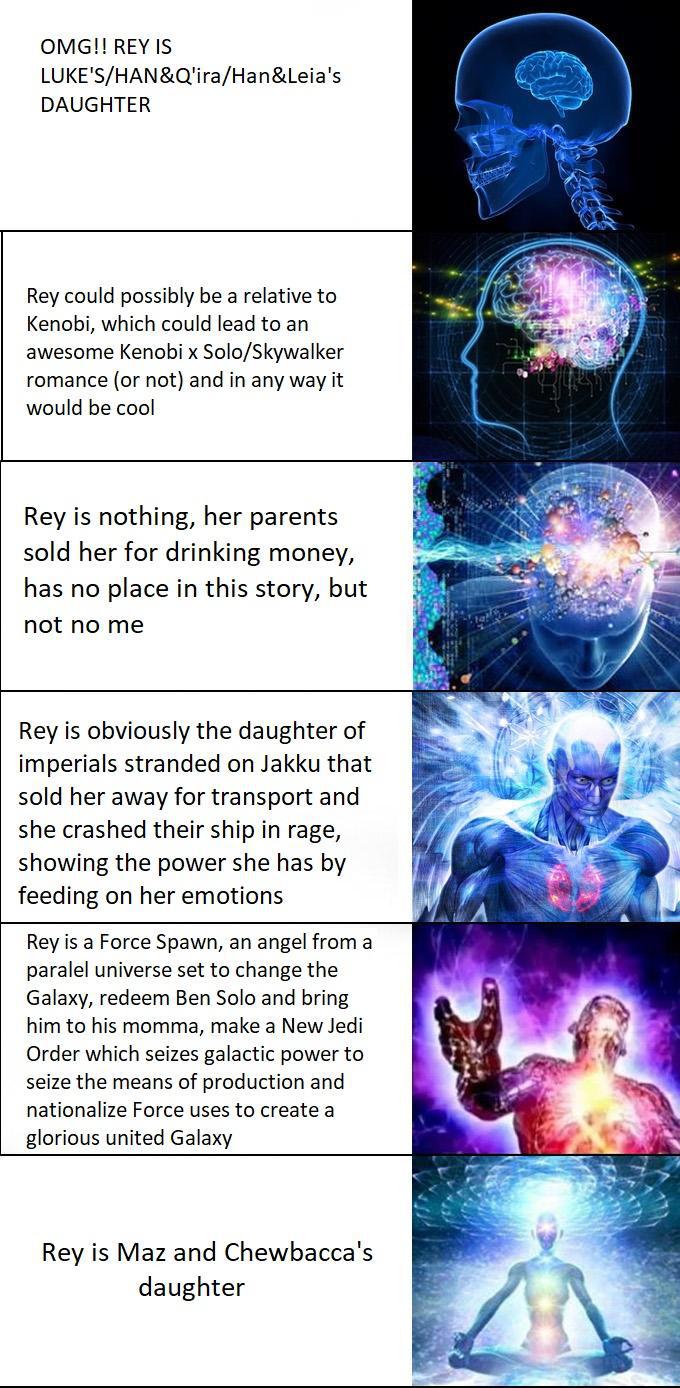 OMG!! REY IS
LUKE'S/HAN&Q'ira/Han&Leia's
DAUGHTER
Rey could possibly be a relative to
Kenobi, which could lead to an
awesome Kenobi x Solo/Skywalker
romance (or not) and in any way it
would be cool
Rey is nothing, her parents
sold her for drinking money,
has no place in this story, but
not no me
Rey is obviously the daughter of
imperials stranded on Jakku that
sold her away for transport and
she crashed their ship in rage,
showing the power she has by
feeding on her emotions
Rey is a Force Spawn, an angel from a
paralel universe set to change the
Galaxy, redeem Ben Solo and bring
him to his momma, make a New Jedi
Order which seizes galactic power to
seize the means of production and
nationalize Force uses to create a
glorious united Galaxy
Rey is Maz and Chewbacca's
daughter